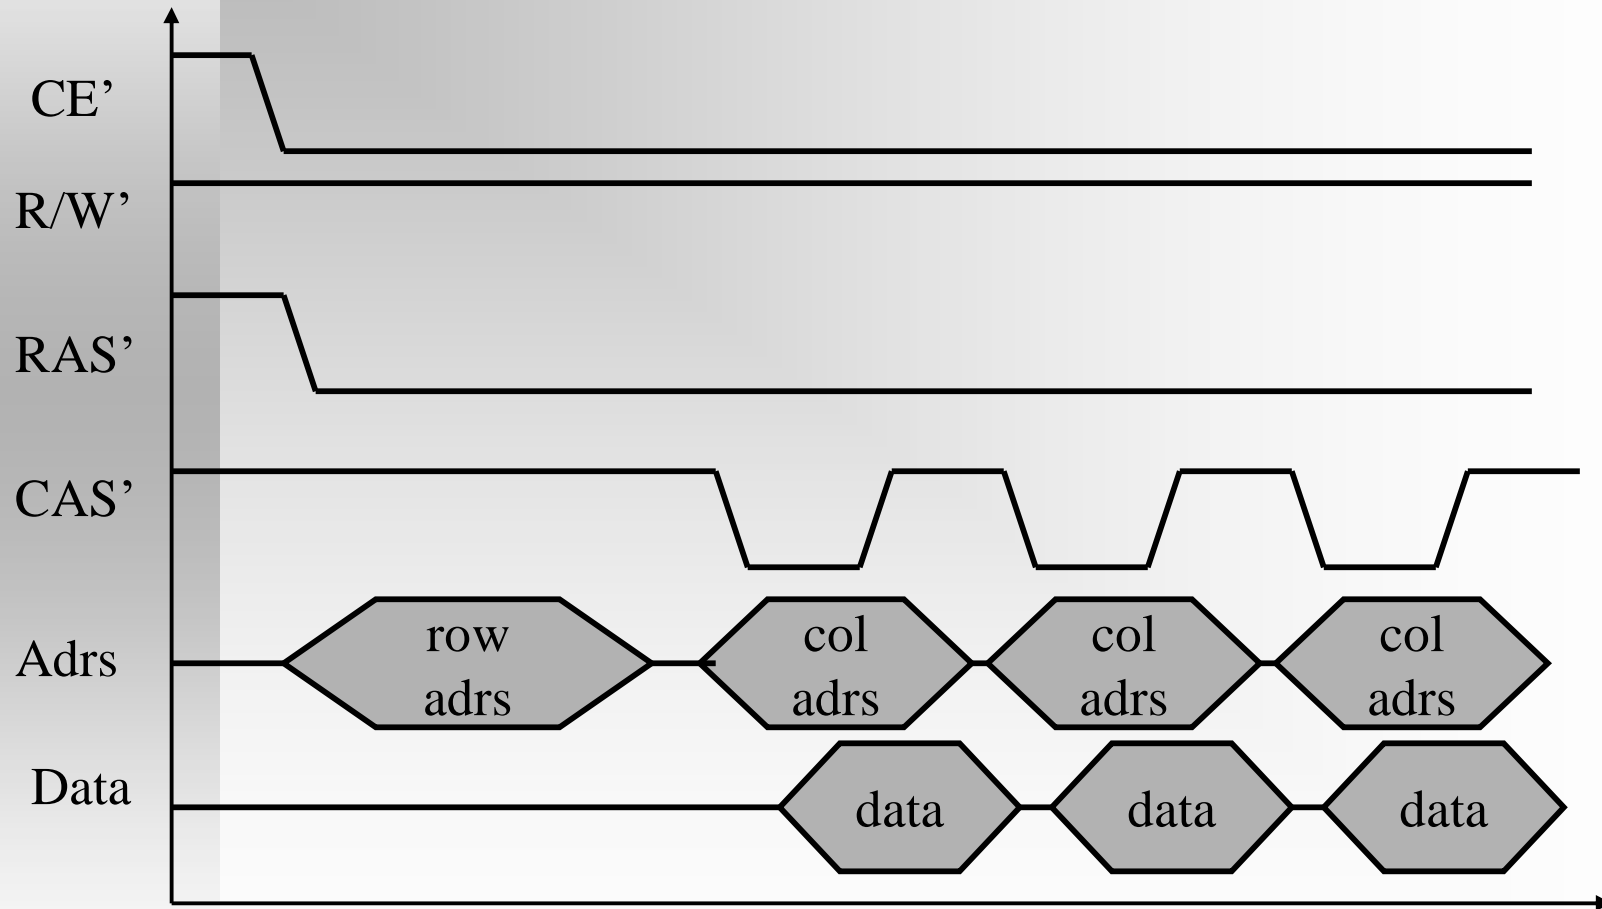 CE’
R/W’
RAS’
CAS’
Adrs
row
adrs
col
adrs
col
adrs
col
adrs
Data
data
data
data